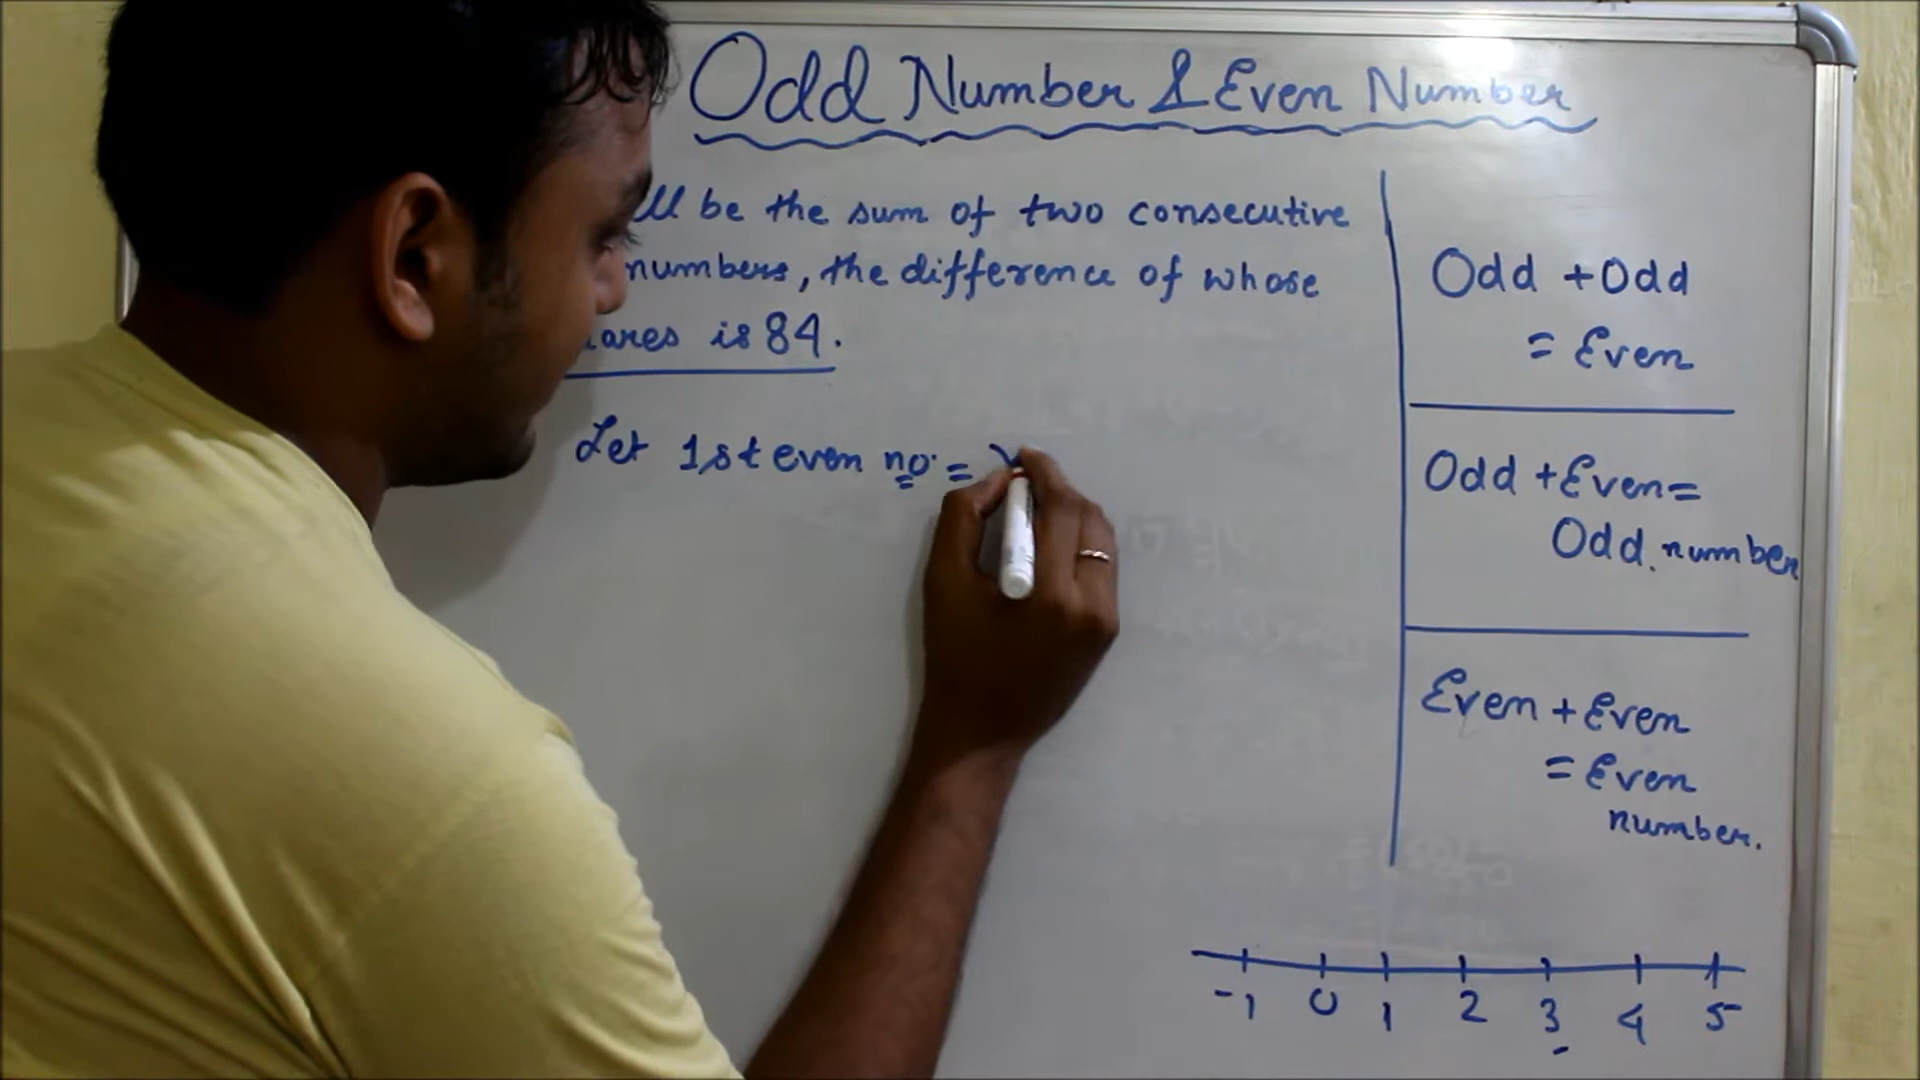 Odd Number & Even Number
ll be the sum of two consecutive
numbers, the difference of whose
ares is 84.
Let 1st even no. =
Odd + Odd
= Even
Odd + Even =
Odd. number
Even + Even
= Even
number.
-1 0 1 2 3 4 5